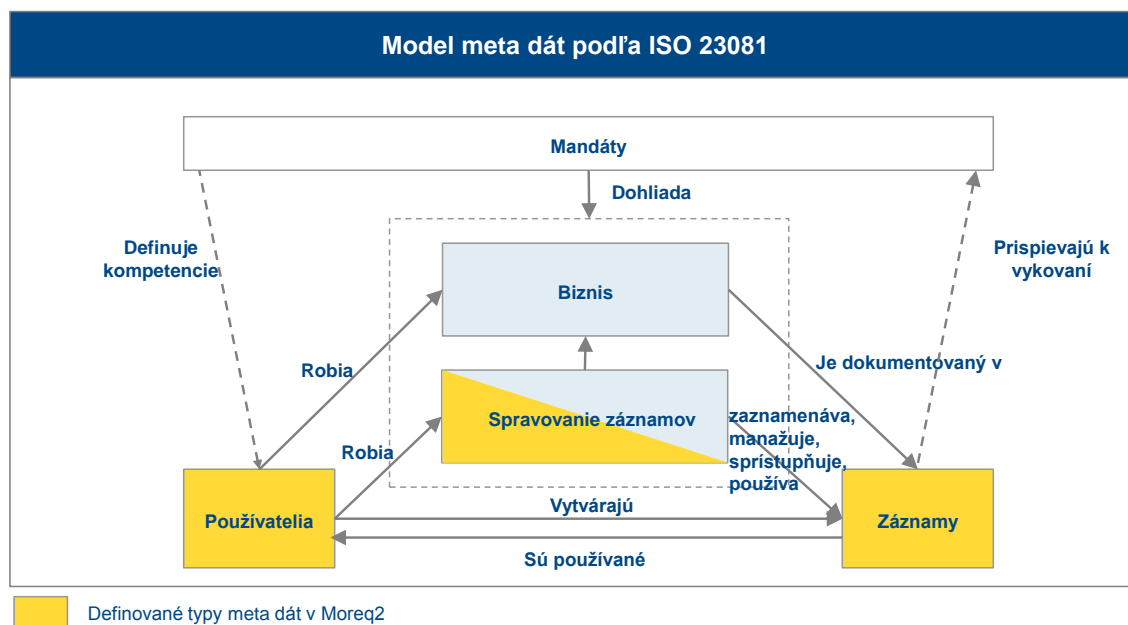 Model meta dát podľa ISO 23081
Mandáty
Dohliada
Definuje
kompetencie
Prispievajú k
vykovaní
Biznis
Robia
Je dokumentovaný v
Spravovanie záznamov
zaznamenáva,
manažuje,
sprístupňuje,
používa
Robia
Vytvárajú
Používatelia
Záznamy
Sú používané
Definované typy meta dát v Moreq2